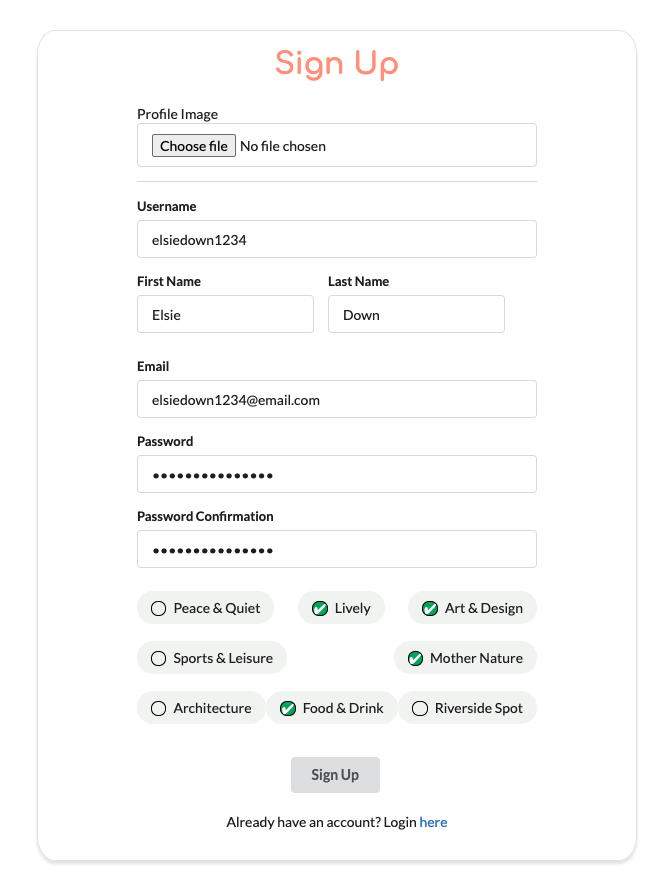 Sign Up
Profile Image
Choose file No file chosen
Username
elsiedown1234
First Name Last Name
Elsie Down
Email
elsiedown1234@email.com
Password
•••••••••••••••
Password Confirmation
•••••••••••••••
Peace & Quiet Lively Art & Design
Sports & Leisure Mother Nature
Architecture Food & Drink Riverside Spot
Sign Up
Already have an account? Login here